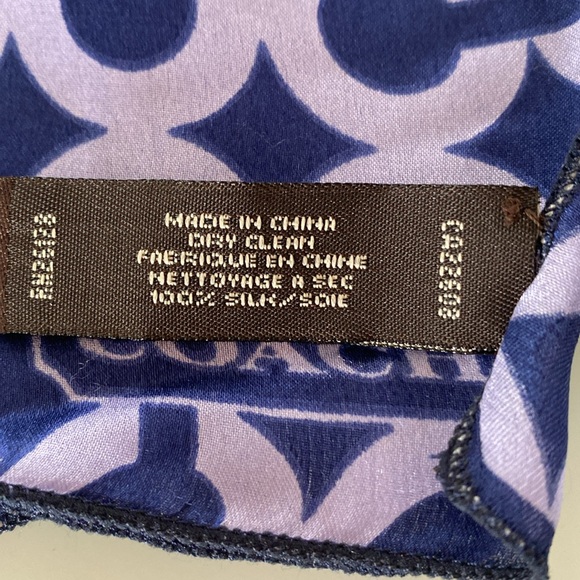 MADE IN CHINA
DRY CLEAN
FABRIQUE EN CHINE
NETTOYAGE A SEC
100% SILK/SOIE
COACH